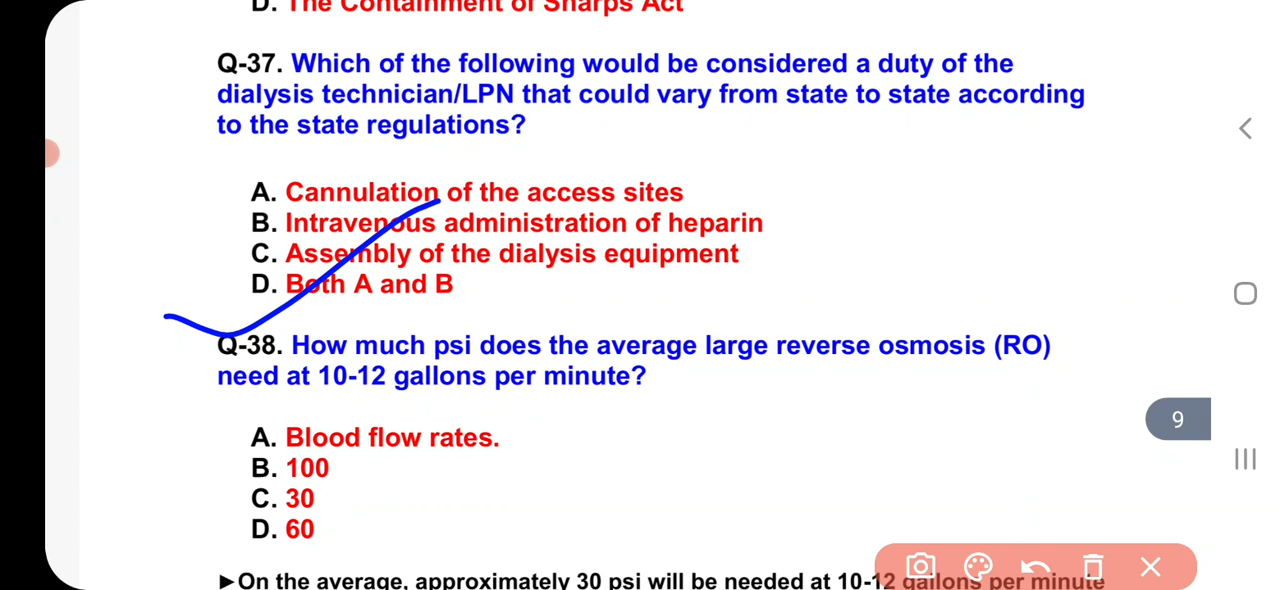 D. The Containment of Sharps Act
Q-37. Which of the following would be considered a duty of the
dialysis technician/LPN that could vary from state to state according
to the state regulations?
A. Cannulation of the access sites
B. Intravenous administration of heparin
C. Assembly of the dialysis equipment
D. Both A and B
Q-38. How much psi does the average large reverse osmosis (RO)
need at 10-12 gallons per minute?
9
A. Blood flow rates.
B. 100
C. 30
D. 60
►On the average, approximately 30 psi will be needed at 10-12 gallons per minute